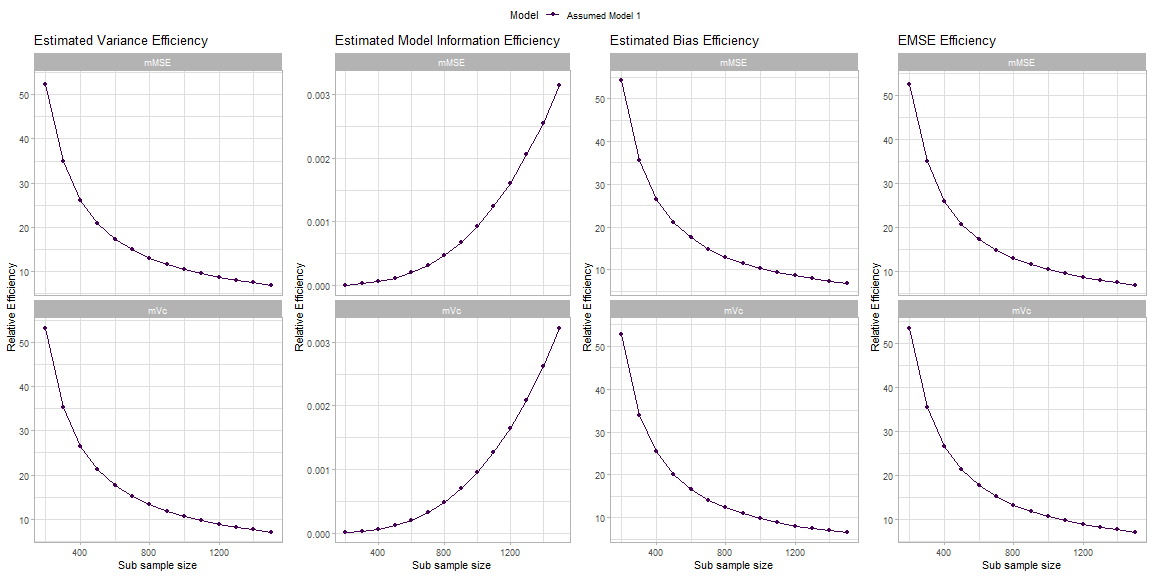 Model Assumed Model 1
Estimated Variance Efficiency
Estimated Model Information Efficiency
Estimated Bias Efficiency
EMSE Efficiency
mMSE
mMSE
mMSE
mMSE
50
40
30
20
10
0.003
0.002
0.001
0.000
50
40
30
20
10
50
40
30
20
10
Relative Efficiency
Relative Efficiency
Relative Efficiency
Relative Efficiency
mVc
mVc
mVc
mVc
50
40
30
20
10
0.003
0.002
0.001
0.000
50
40
30
20
10
50
40
30
20
10
400 800 1200
400 800 1200
400 800 1200
400 800 1200
Sub sample size
Sub sample size
Sub sample size
Sub sample size